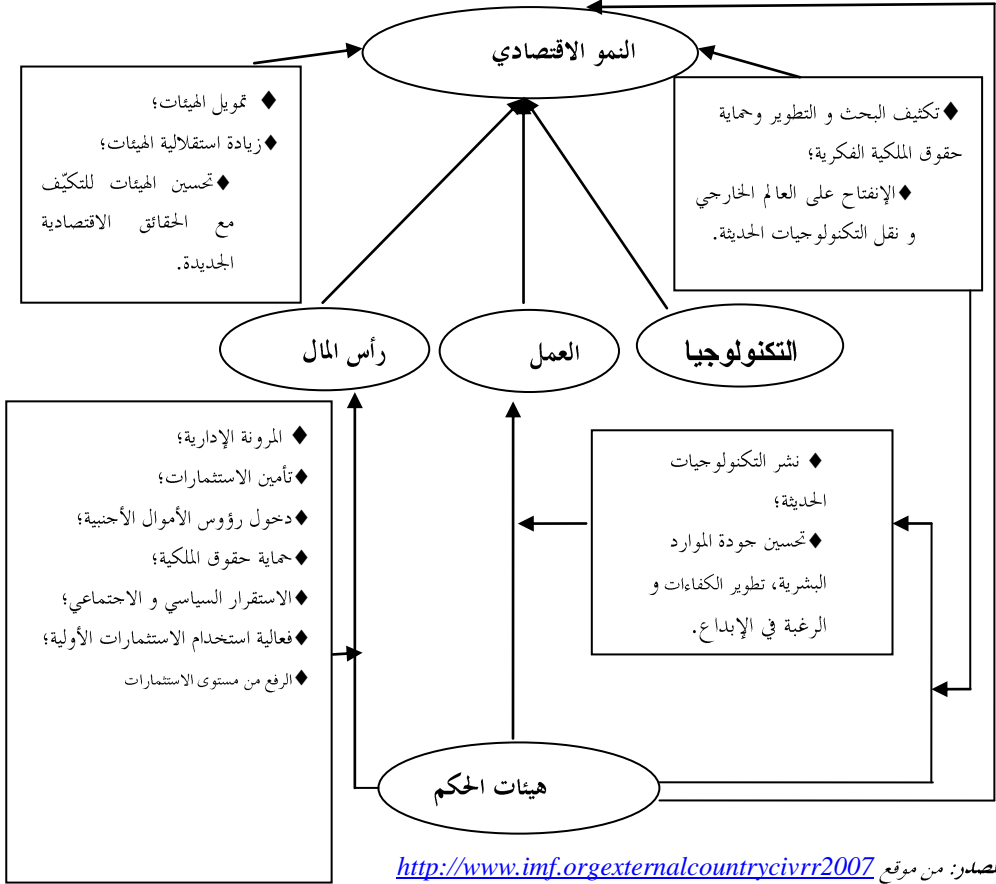 النمو الاقتصادي
♦تكثيف البحث و التطوير وحماية
حقوق الملكية الفكرية؛
♦الإنفتاح على العالم الخارجي
و نقل التكنولوجيات الحديثة.
♦ تمويل الهيئات؛
♦زيادة استقلالية الهيئات؛
♦تحسين الهيئات للتكيّف
مع الحقائق الاقتصادية
الجديدة.
التكنولوجيا
العمل
رأس المال
♦ نشر التكنولوجيات
الحديثة؛
♦تحسين جودة الموارد
البشرية، تطوير الكفاءات و
الرغبة في الإبداع.
♦ المرونة الإدارية؛
♦تأمين الاستثمارات؛
♦دخول رؤوس الأموال الأجنبية؛
♦حماية حقوق الملكية؛
♦الاستقرار السياسي و الاجتماعي؛
♦فعالية استخدام الاستثمارات الأولية؛
♦الرفع من مستوى الاستثمارات
هيئات الحكم
لصدر: من موقع http://www.imf.orgexternalcountrycivrr2007